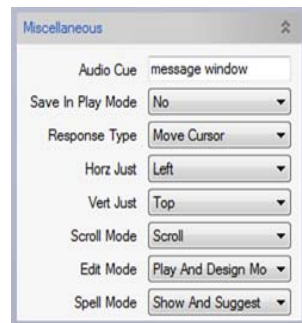 Miscellaneous
Audio Cue message window
Save In Play Mode No
Response Type Move Cursor
Horz Just Left
Vert Just Top
Scroll Mode Scroll
Edit Mode Play And Design Mo
Spell Mode Show And Suggest